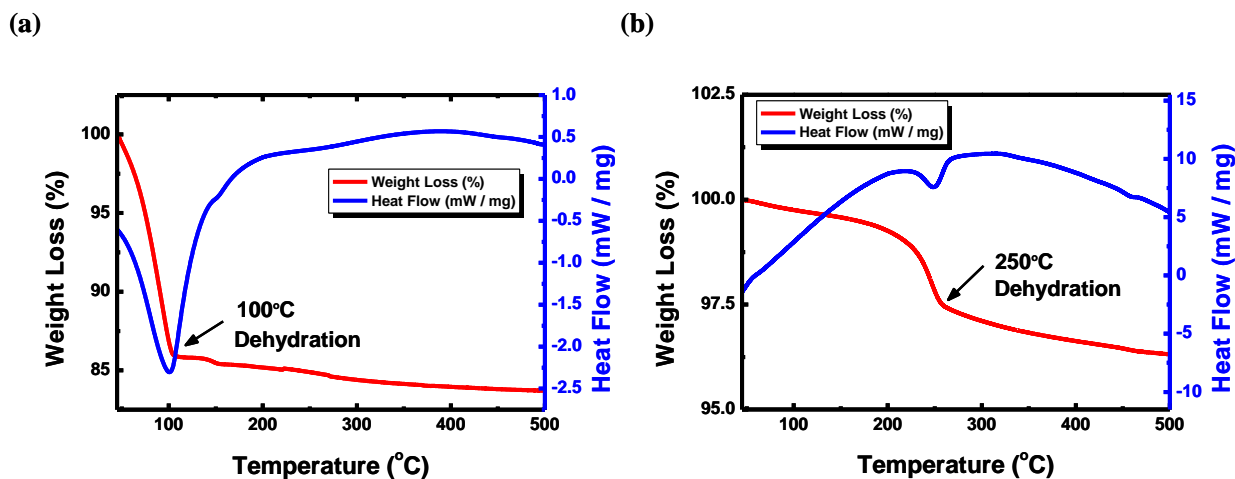 (a)
(b)
100
95
90
85
Weight Loss (%)
1.0
0.5
0.0
-0.5
-1.0
-1.5
-2.0
-2.5
Heat Flow (mW / mg)
Weight Loss (%)
Heat Flow (mW / mg)
100°C
Dehydration
100
200
300
400
500
Temperature (°C)
102.5
100.0
97.5
95.0
Weight Loss (%)
15
10
5
0
-5
-10
Heat Flow (mW / mg)
Weight Loss (%)
Heat Flow (mW / mg)
250°C
Dehydration
100
200
300
400
500
Temperature (°C)